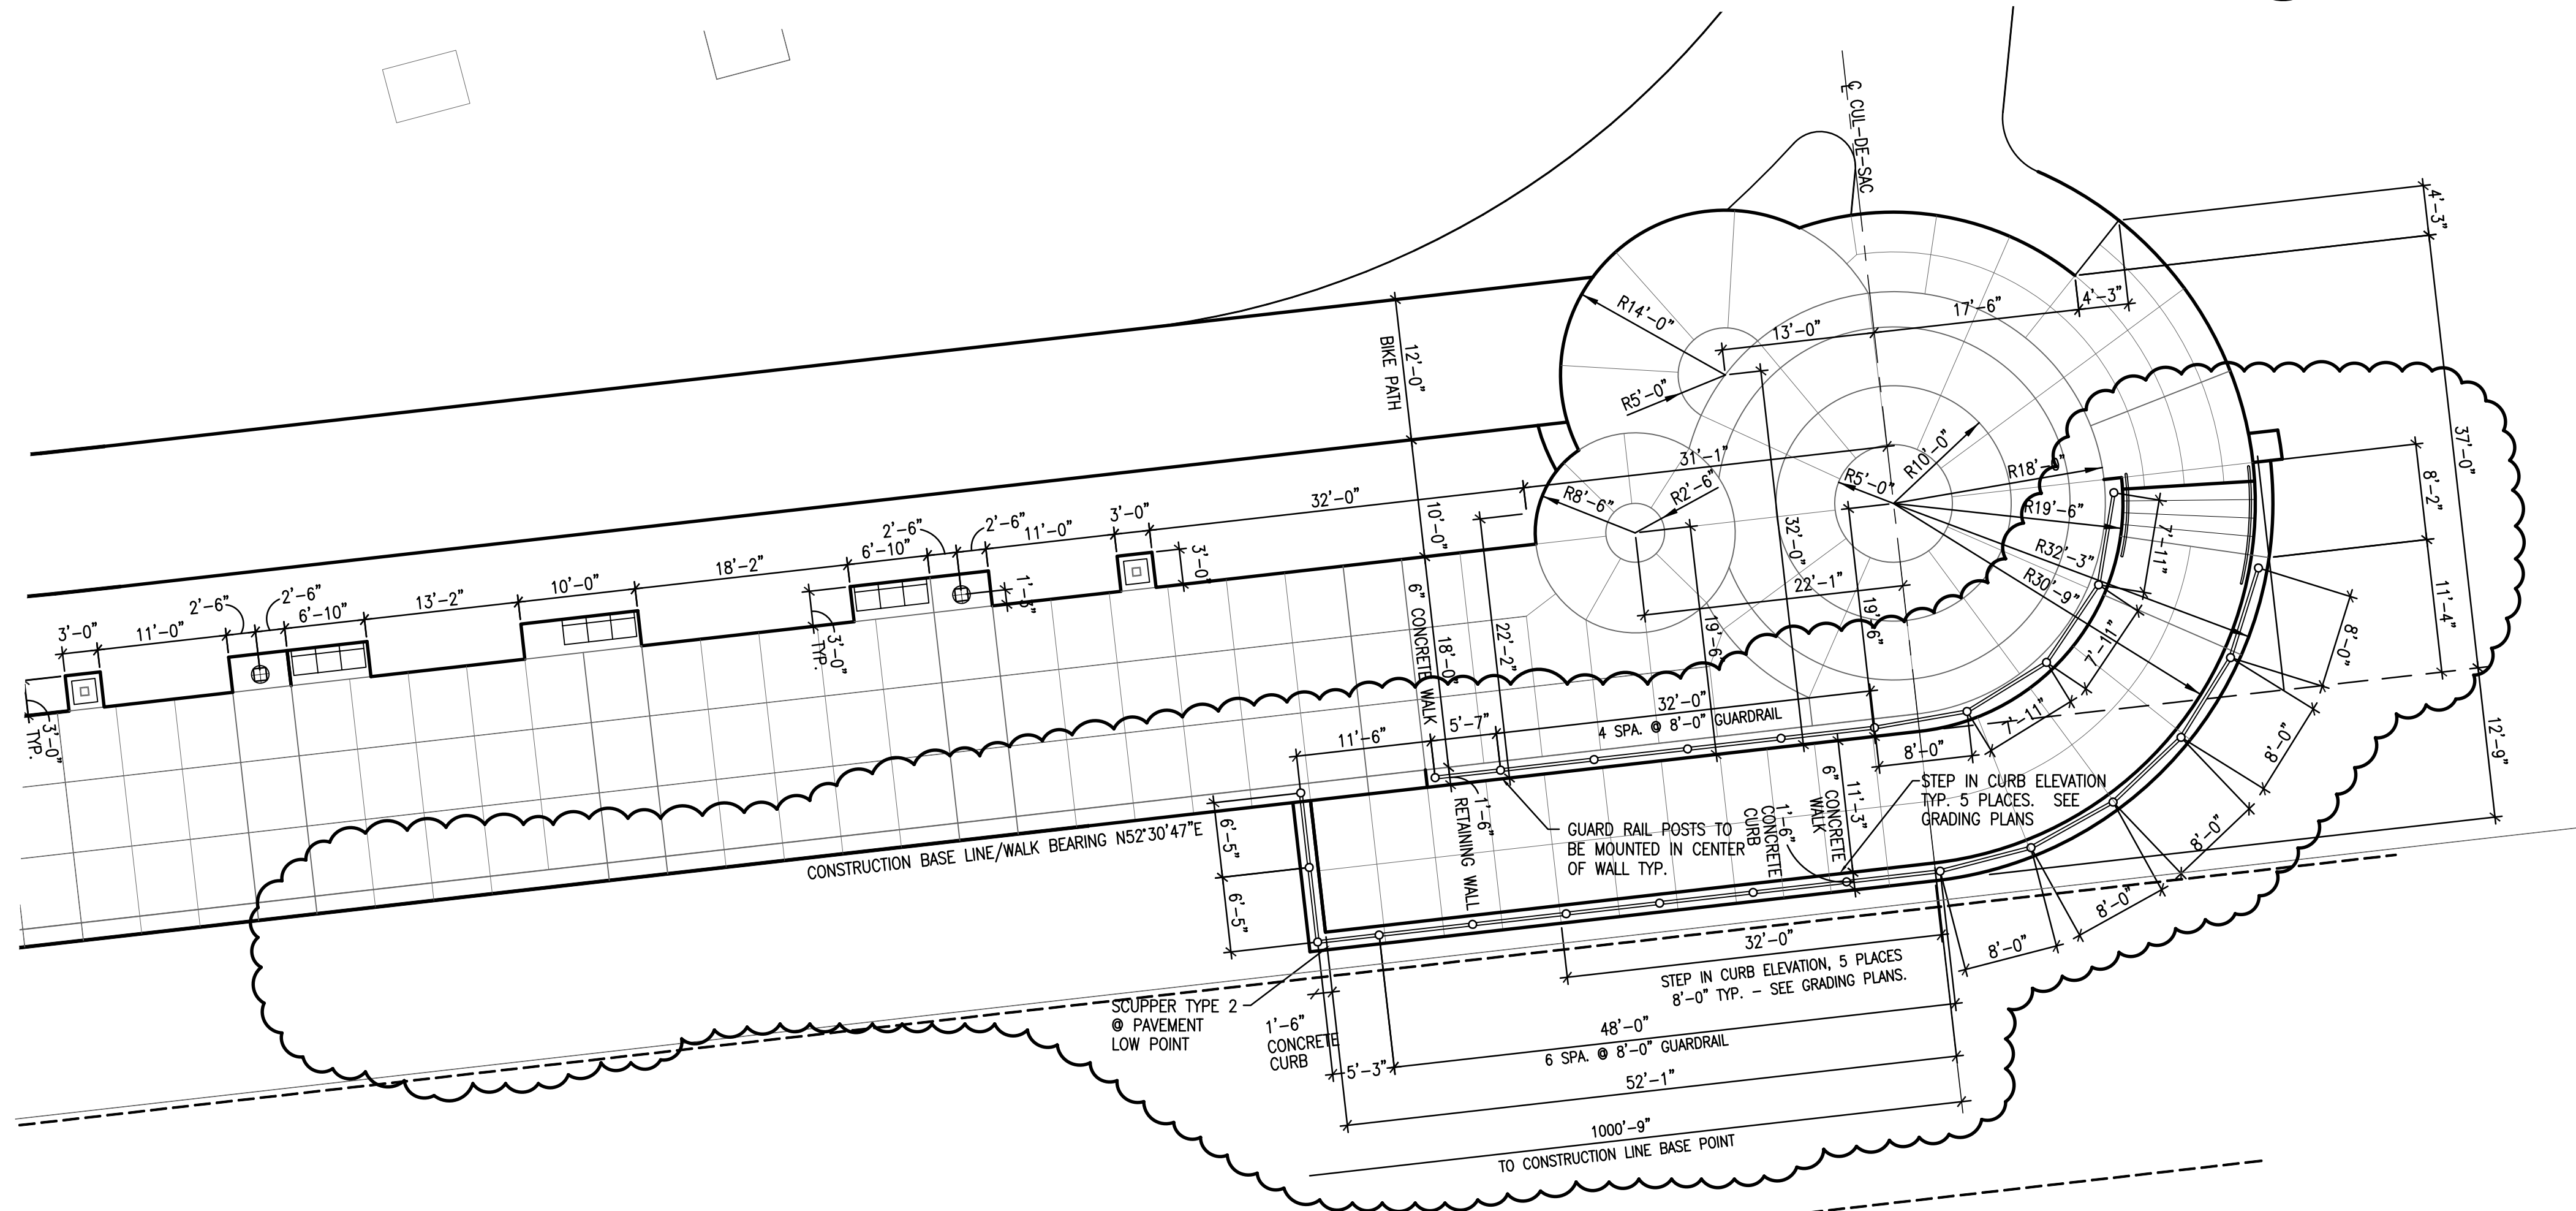 ℄ CUL-DE-SAC
4'-3"
4'-3"
17'-6"
13'-0"
R14'-0"
R5'-0"
12'-0"
BIKE PATH
37'-0"
8'-2"
11'-4"
12'-9"
31'-1"
R10'-0"
R5'-0"
R18'-0"
R19'-6"
R32'-3"
R30'-9"
R8'-6"
R2'-6"
7'-11"
7'-11"
7'-11"
32'-0"
22'-1"
19'-6"
19'-6"
22'-2"
10'-0"
18'-0"
6" CONCRETE WALK
32'-0"
3'-0"
3'-0"
11'-0"
2'-6"
2'-6"
1'-3"
6'-10"
18'-2"
3'-0"
TYP.
10'-0"
13'-2"
6'-10"
2'-6"
2'-6"
11'-0"
3'-0"
3'-0"
TYP.
32'-0"
4 SPA. @ 8'-0" GUARDRAIL
5'-7"
11'-6"
8'-0"
8'-0"
8'-0"
8'-0"
8'-0"
8'-0"
6'-5"
6'-5"
1'-6"
RETAINING WALL
11'-3"
6" CONCRETE
WALK
1'-6"
CONCRETE
CURB
STEP IN CURB ELEVATION
TYP. 5 PLACES. SEE
GRADING PLANS
GUARD RAIL POSTS TO
BE MOUNTED IN CENTER
OF WALL TYP.
CONSTRUCTION BASE LINE/WALK BEARING N52°30'47"E
SCUPPER TYPE 2
@ PAVEMENT
LOW POINT
1'-6"
CONCRETE
CURB
32'-0"
STEP IN CURB ELEVATION, 5 PLACES
8'-0" TYP. - SEE GRADING PLANS.
5'-3"
48'-0"
6 SPA. @ 8'-0" GUARDRAIL
52'-1"
1000'-9"
TO CONSTRUCTION LINE BASE POINT